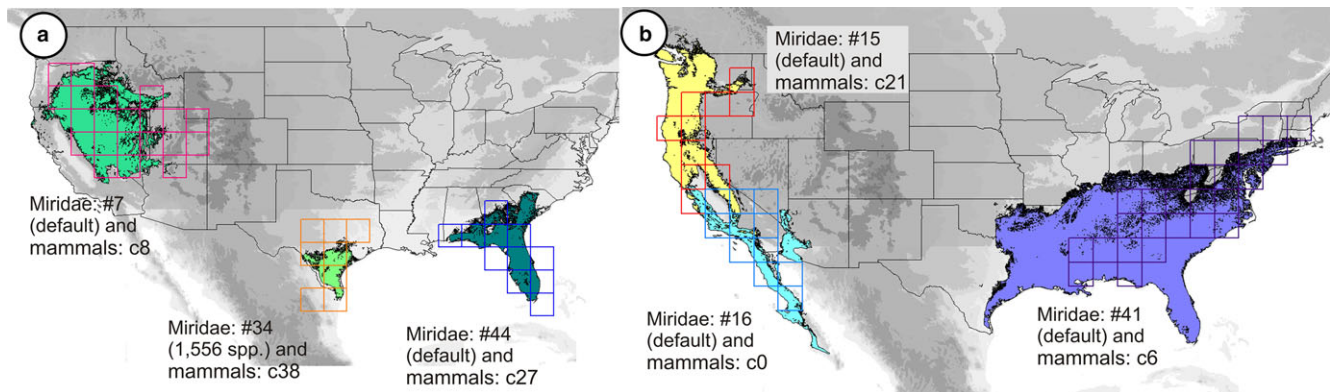 a
Miridae: #7
(default) and
mammals: c8
Miridae: #34
(1,556 spp.) and
mammals: c38
Miridae: #44
(default) and
mammals: c27
b
Miridae: #15
(default) and
mammals: c21
Miridae: #16
(default) and
mammals: c0
Miridae: #41
(default) and
mammals: c6